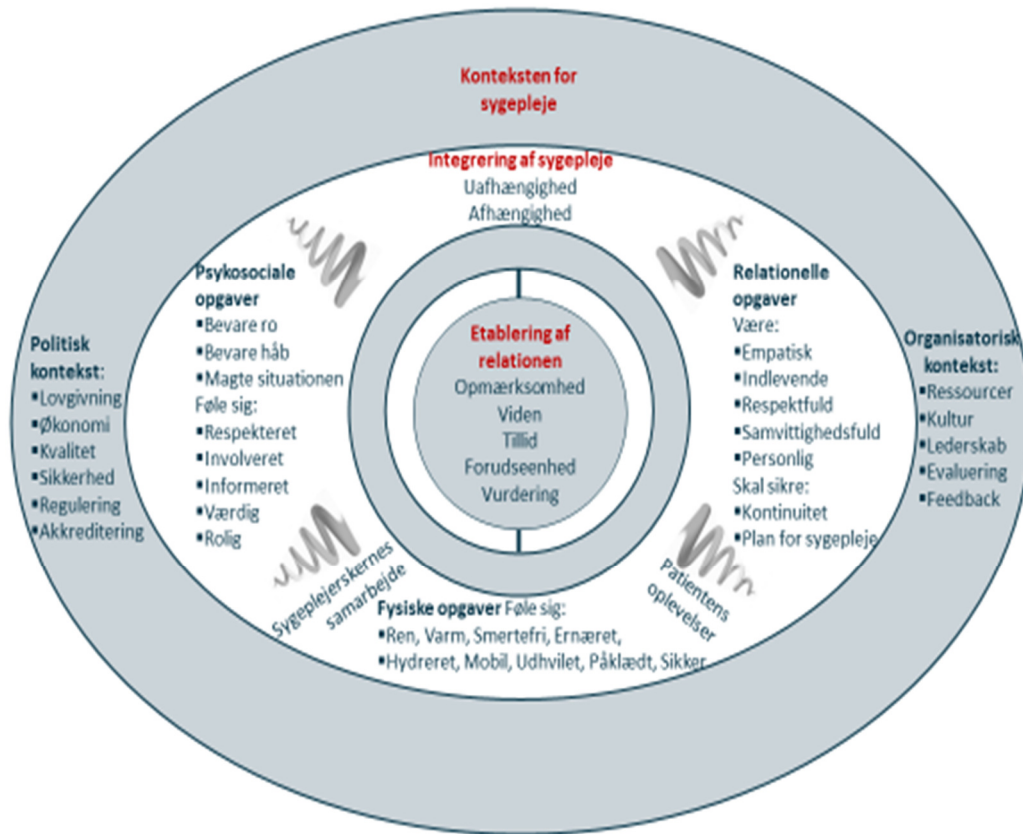 Konteksten for
sygepleje
Integrering af sygepleje
Uafhængighed
Afhængighed
Psykosociale
opgaver
▪Bevare ro
▪Bevare håb
▪Magte situationen
Føle sig:
▪Respekteret
▪Involveret
▪Informeret
▪Værdig
▪Rolig
Relationelle
opgaver
Være:
▪Empatisk
▪Indlevende
▪Respektfuld
▪Samvittighedsfuld
▪Personlig
Skal sikre:
▪Kontinuitet
▪Plan for sygepleje
Politisk
kontekst:
▪Lovgivning
▪Økonomi
▪Kvalitet
▪Sikkerhed
▪Regulering
▪Akkreditering
Etablering af
relationen
Opmærksomhed
Viden
Tillid
Forudseenhed
Vurdering
Organisatorisk
kontekst:
▪Ressourcer
▪Kultur
▪Lederskab
▪Evaluering
▪Feedback
Sygeplejerskernes
samarbejde
Patientens
oplevelser
Fysiske opgaver Føle sig:
▪Ren, Varm, Smertefri, Ernæret,
▪Hydreret, Mobil, Udhvilet, Påklædt, Sikker